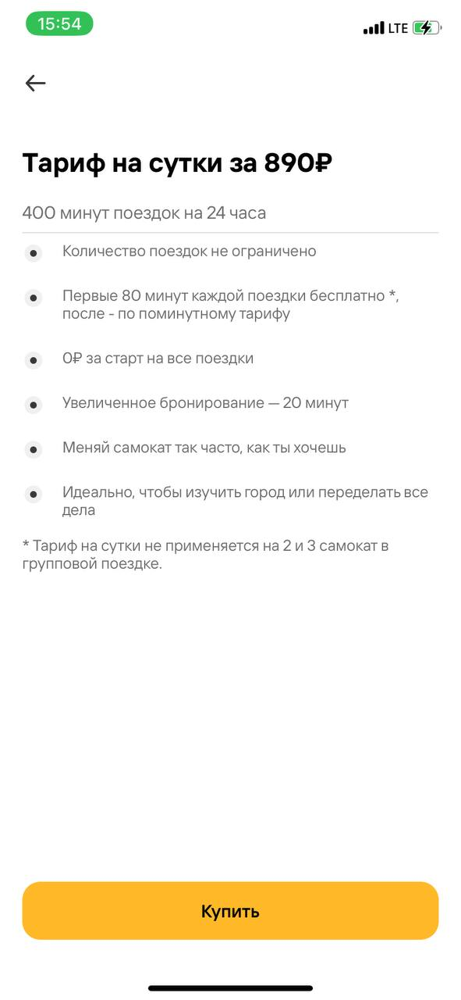 15:54
LTE
Тариф на сутки за 890₽
400 минут поездок на 24 часа
Количество поездок не ограничено
Первые 80 минут каждой поездки бесплатно *,
после - по поминутному тарифу
0₽ за старт на все поездки
Увеличенное бронирование — 20 минут
Меняй самокат так часто, как ты хочешь
Идеально, чтобы изучить город или переделать все
дела
* Тариф на сутки не применяется на 2 и 3 самокат в
групповой поездке.
Купить